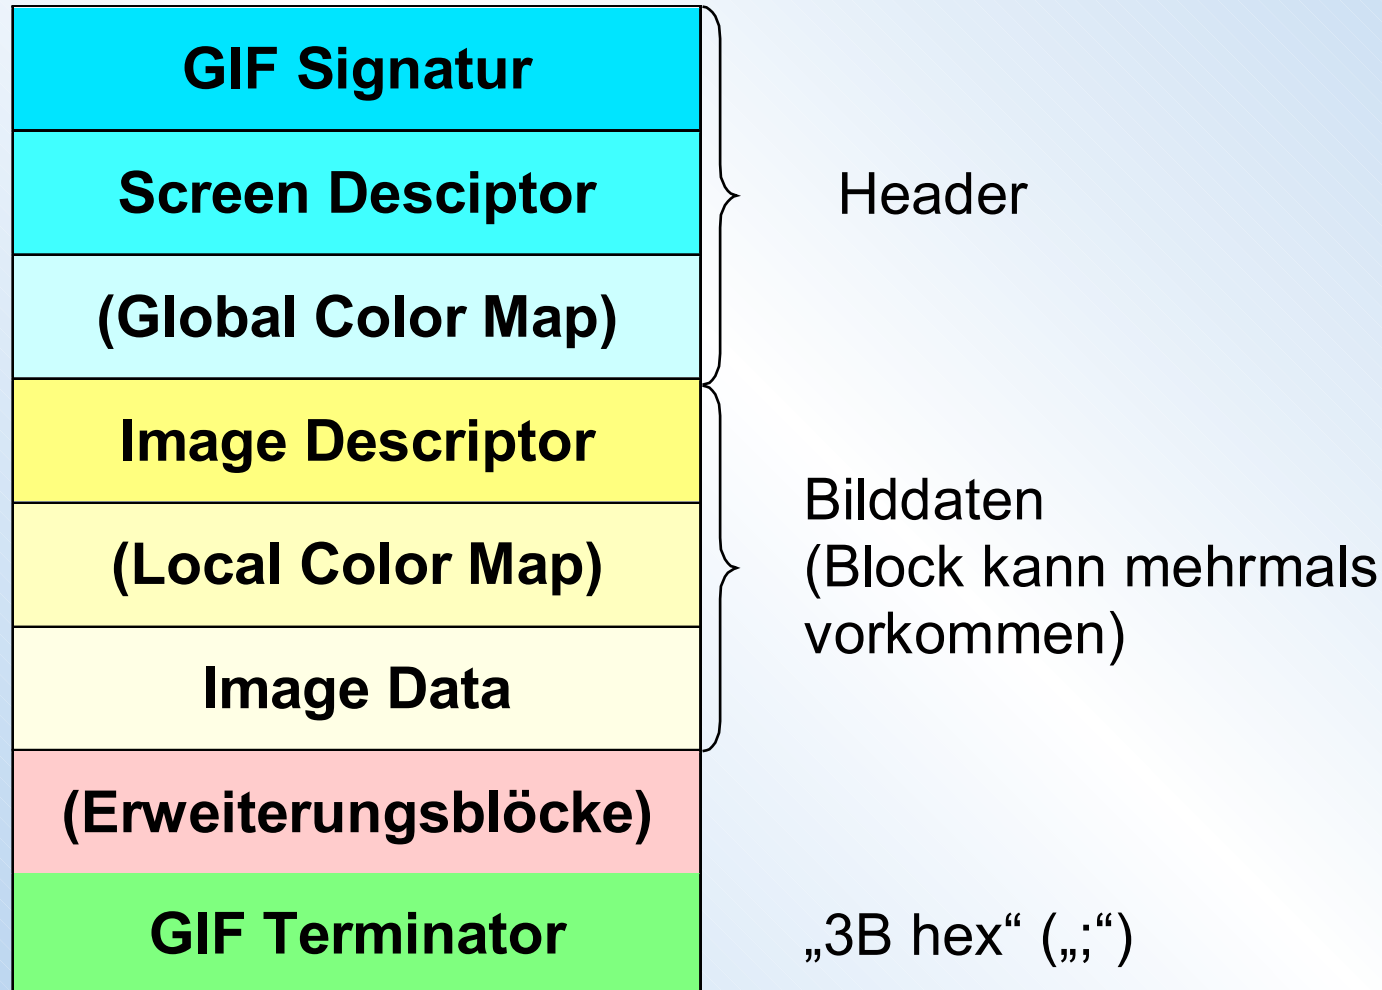 GIF Signatur
Screen Desciptor
Header
(Global Color Map)
Image Descriptor
(Local Color Map)
Image Data
Bilddaten
(Block kann mehrmals
vorkommen)
(Erweiterungsblöcke)
GIF Terminator
„3B hex“ („;“)